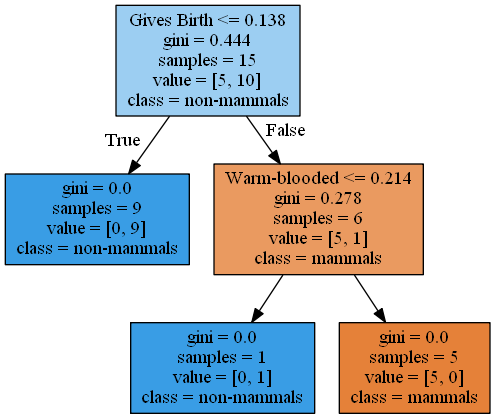 Gives Birth <= 0.138
gini = 0.444
samples = 15
value = [5, 10]
class = non-mammals
True
False
gini = 0.0
samples = 9
value = [0, 9]
class = non-mammals
Warm-blooded <= 0.214
gini = 0.278
samples = 6
value = [5, 1]
class = mammals
gini = 0.0
samples = 1
value = [0, 1]
class = non-mammals
gini = 0.0
samples = 5
value = [5, 0]
class = mammals